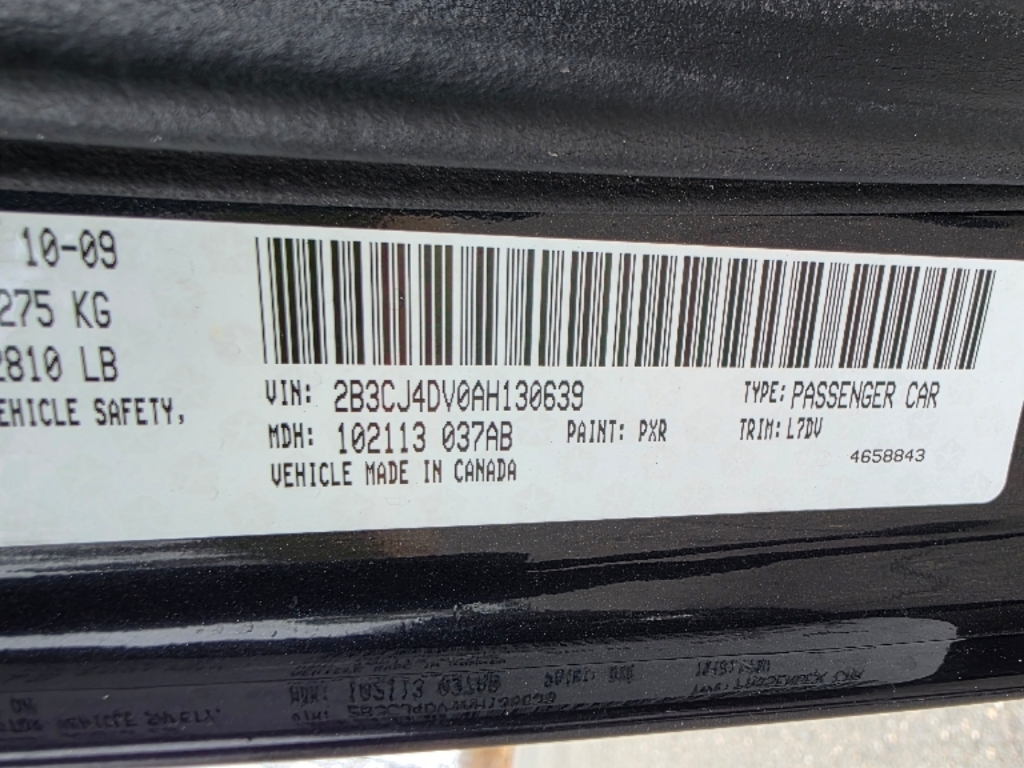 10-09
275 KG
2810 LB
EHICLE SAFETY,
VIN: 2B3CJ4DV0AH130639
TYPE: PASSENGER CAR
MDH: 102113 037AB
PAINT: PXR
TRIM: L7DV
VEHICLE MADE IN CANADA
4658843